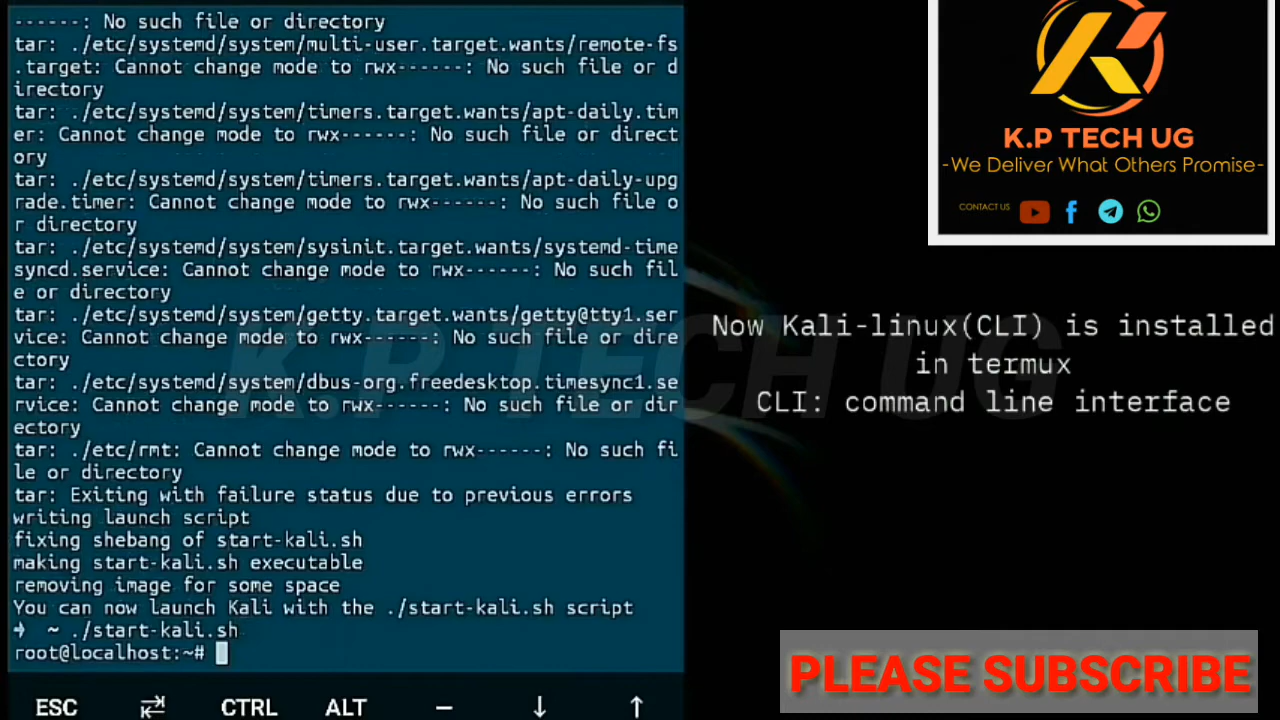 ------: No such file or directory
tar: ./etc/systemd/system/multi-user.target.wants/remote-fs
.target: Cannot change mode to rwx------: No such file or d
irectory
tar: ./etc/systemd/system/timers.target.wants/apt-daily.tim
er: Cannot change mode to rwx------: No such file or direct
ory
tar: ./etc/systemd/system/timers.target.wants/apt-daily-upg
rade.timer: Cannot change mode to rwx------: No such file o
r directory
tar: ./etc/systemd/system/sysinit.target.wants/systemd-time
syncd.service: Cannot change mode to rwx------: No such fil
e or directory
tar: ./etc/systemd/system/getty.target.wants/getty@tty1.ser
vice: Cannot change mode to rwx------: No such file or dire
ctory
tar: ./etc/systemd/system/dbus-org.freedesktop.timesync1.se
rvice: Cannot change mode to rwx------: No such file or dir
ectory
tar: ./etc/rmt: Cannot change mode to rwx------: No such fi
le or directory
tar: Exiting with failure status due to previous errors
writing launch script
fixing shebang of start-kali.sh
making start-kali.sh executable
removing image for some space
You can now launch Kali with the ./start-kali.sh script
➜ ~ ./start-kali.sh
root@localhost:~#
ESC CTRL ALT – ↓ ↑
K.P TECH UG
-We Deliver What Others Promise-
CONTACT US
Now Kali-linux(CLI) is installed
in termux
CLI: command line interface
K.P TECH UG
PLEASE SUBSCRIBE